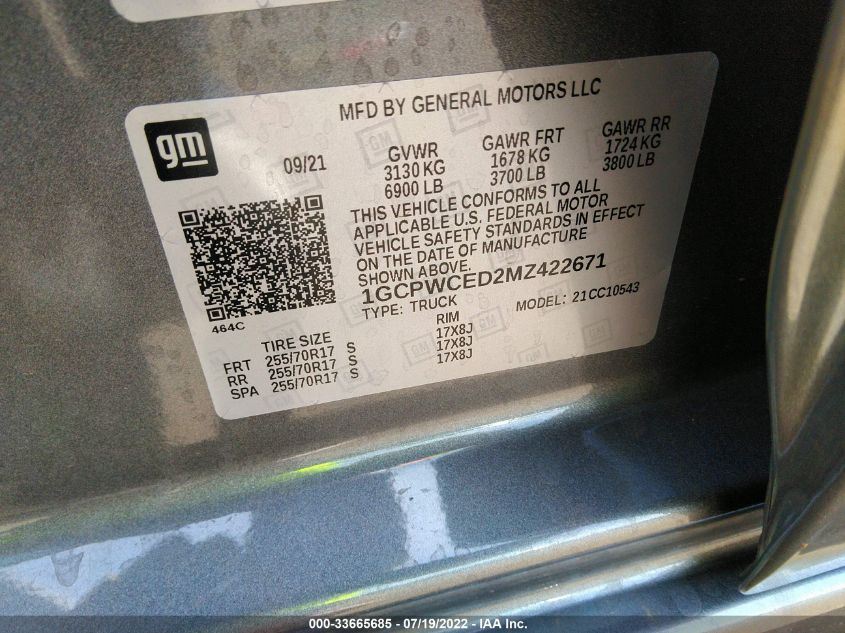 MFD BY GENERAL MOTORS LLC
gm
09/21
GVWR
3130 KG
6900 LB
GAWR FRT
1678 KG
3700 LB
GAWR RR
1724 KG
3800 LB
THIS VEHICLE CONFORMS TO ALL
APPLICABLE U.S. FEDERAL MOTOR
VEHICLE SAFETY STANDARDS IN EFFECT
ON THE DATE OF MANUFACTURE
SHOWN ABOVE.
1GCPWCED2MZ422671
TYPE: TRUCK MODEL: 21CC10543
464C
TIRE SIZE RIM
FRT 255/70R17 S 17X8J
RR 255/70R17 S 17X8J
SPA 255/70R17 S 17X8J
000-33665685 - 07/19/2022 - IAA Inc.